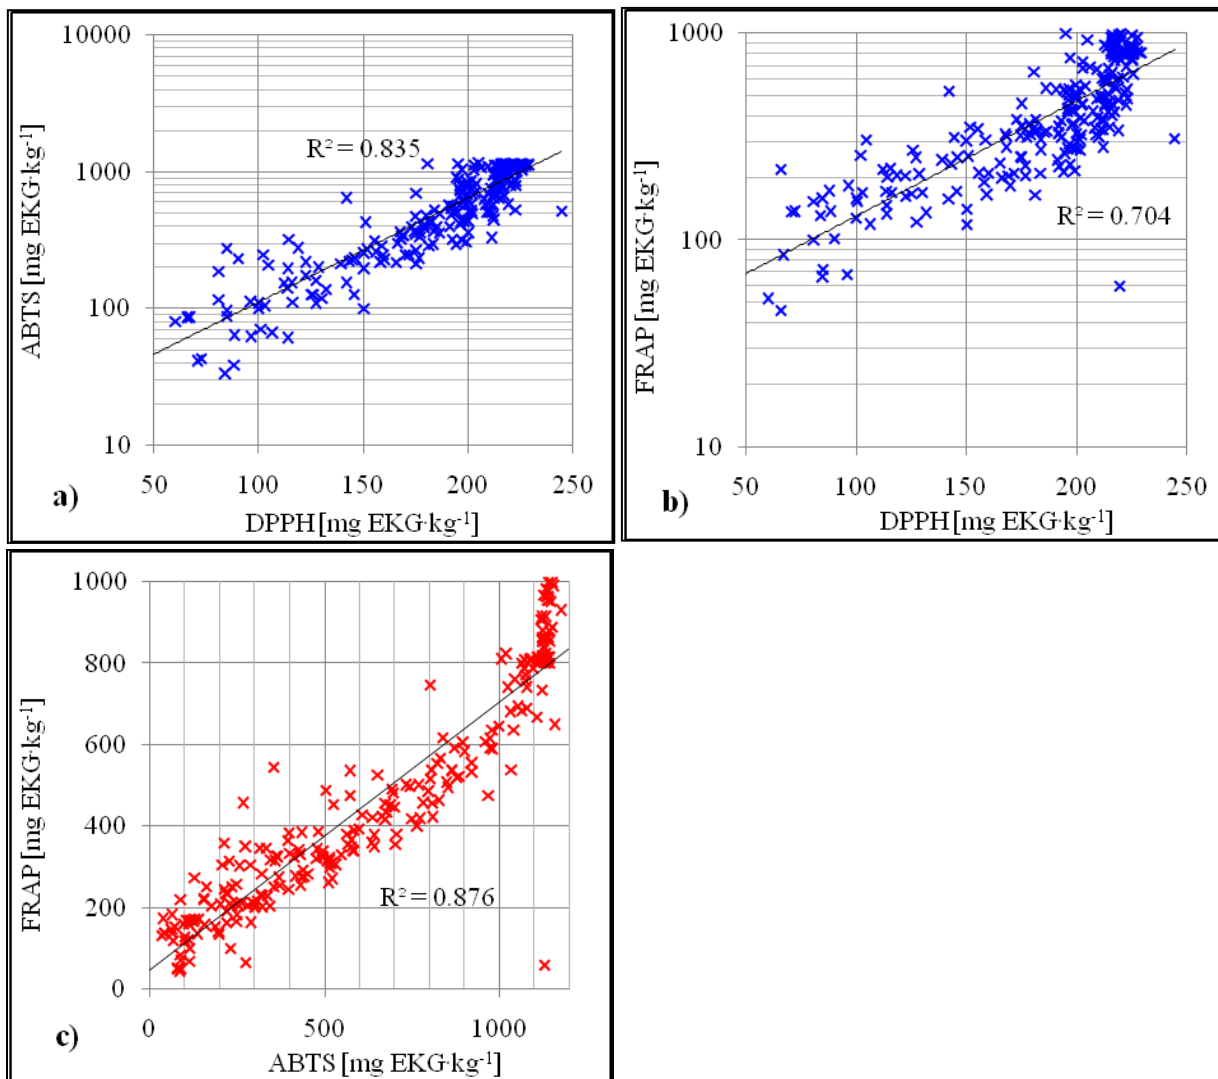 10000
1000
100
10
ABTS [mg EKG·kg⁻¹]
R² = 0.835
50 100 150 200 250
DPPH [mg EKG·kg⁻¹]
a)
1000
100
10
FRAP [mg EKG·kg⁻¹]
R² = 0.704
50 100 150 200 250
DPPH [mg EKG·kg⁻¹]
b)
1000
800
600
400
200
0
FRAP [mg EKG·kg⁻¹]
R² = 0.876
0 500 1000
ABTS [mg EKG·kg⁻¹]
c)